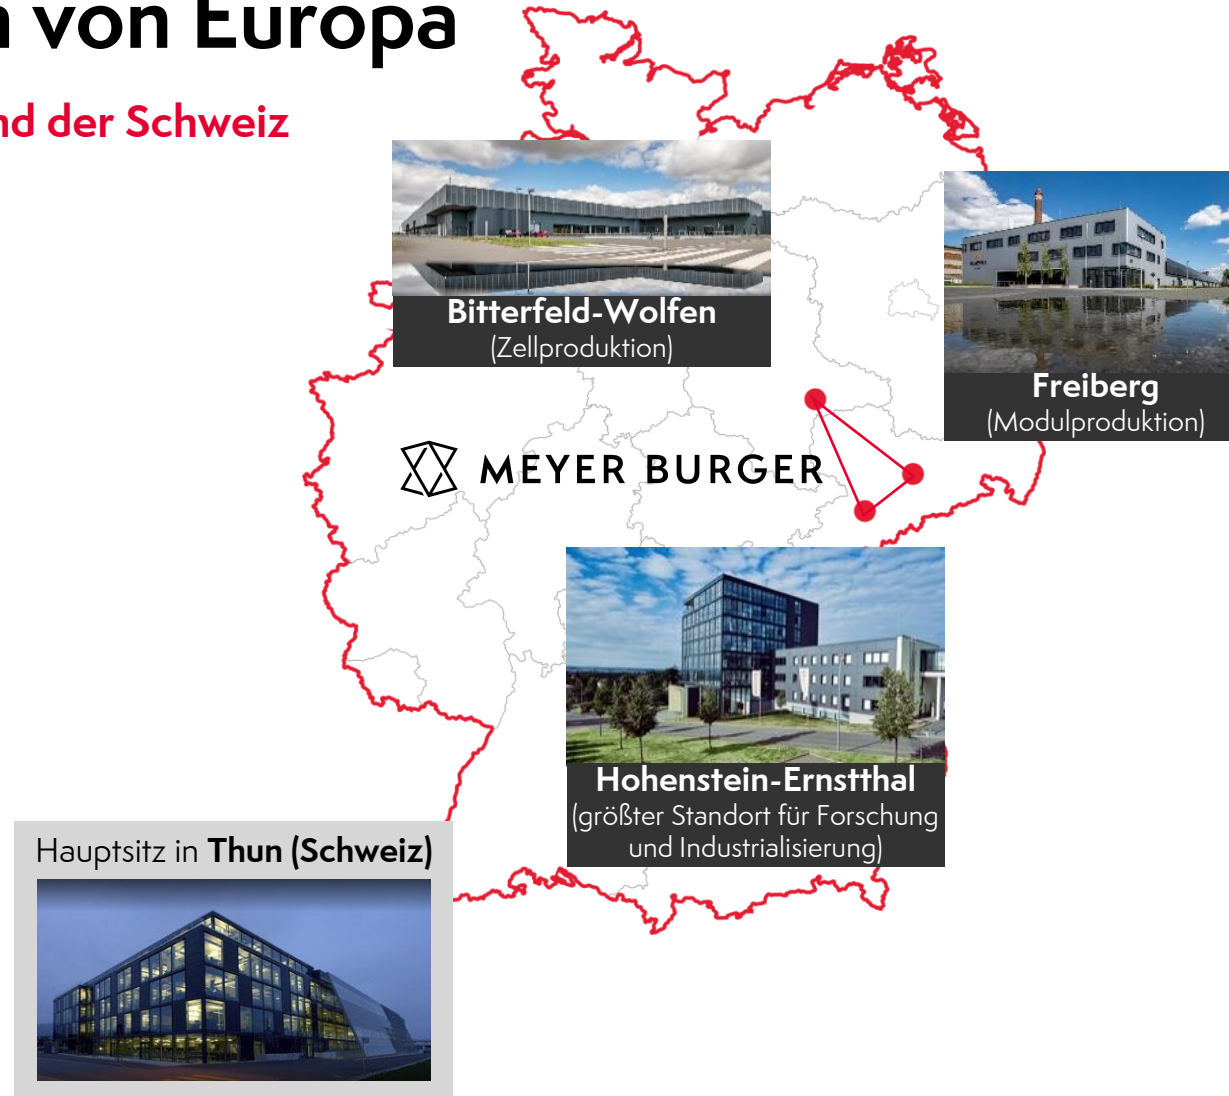 von Europa
der Schweiz
Bitterfeld-Wolfen
(Zellproduktion)
Freiberg
(Modulproduktion)
MEYER BURGER
Hohenstein-Ernstthal
(größter Standort für Forschung
und Industrialisierung)
Hauptsitz in Thun (Schweiz)